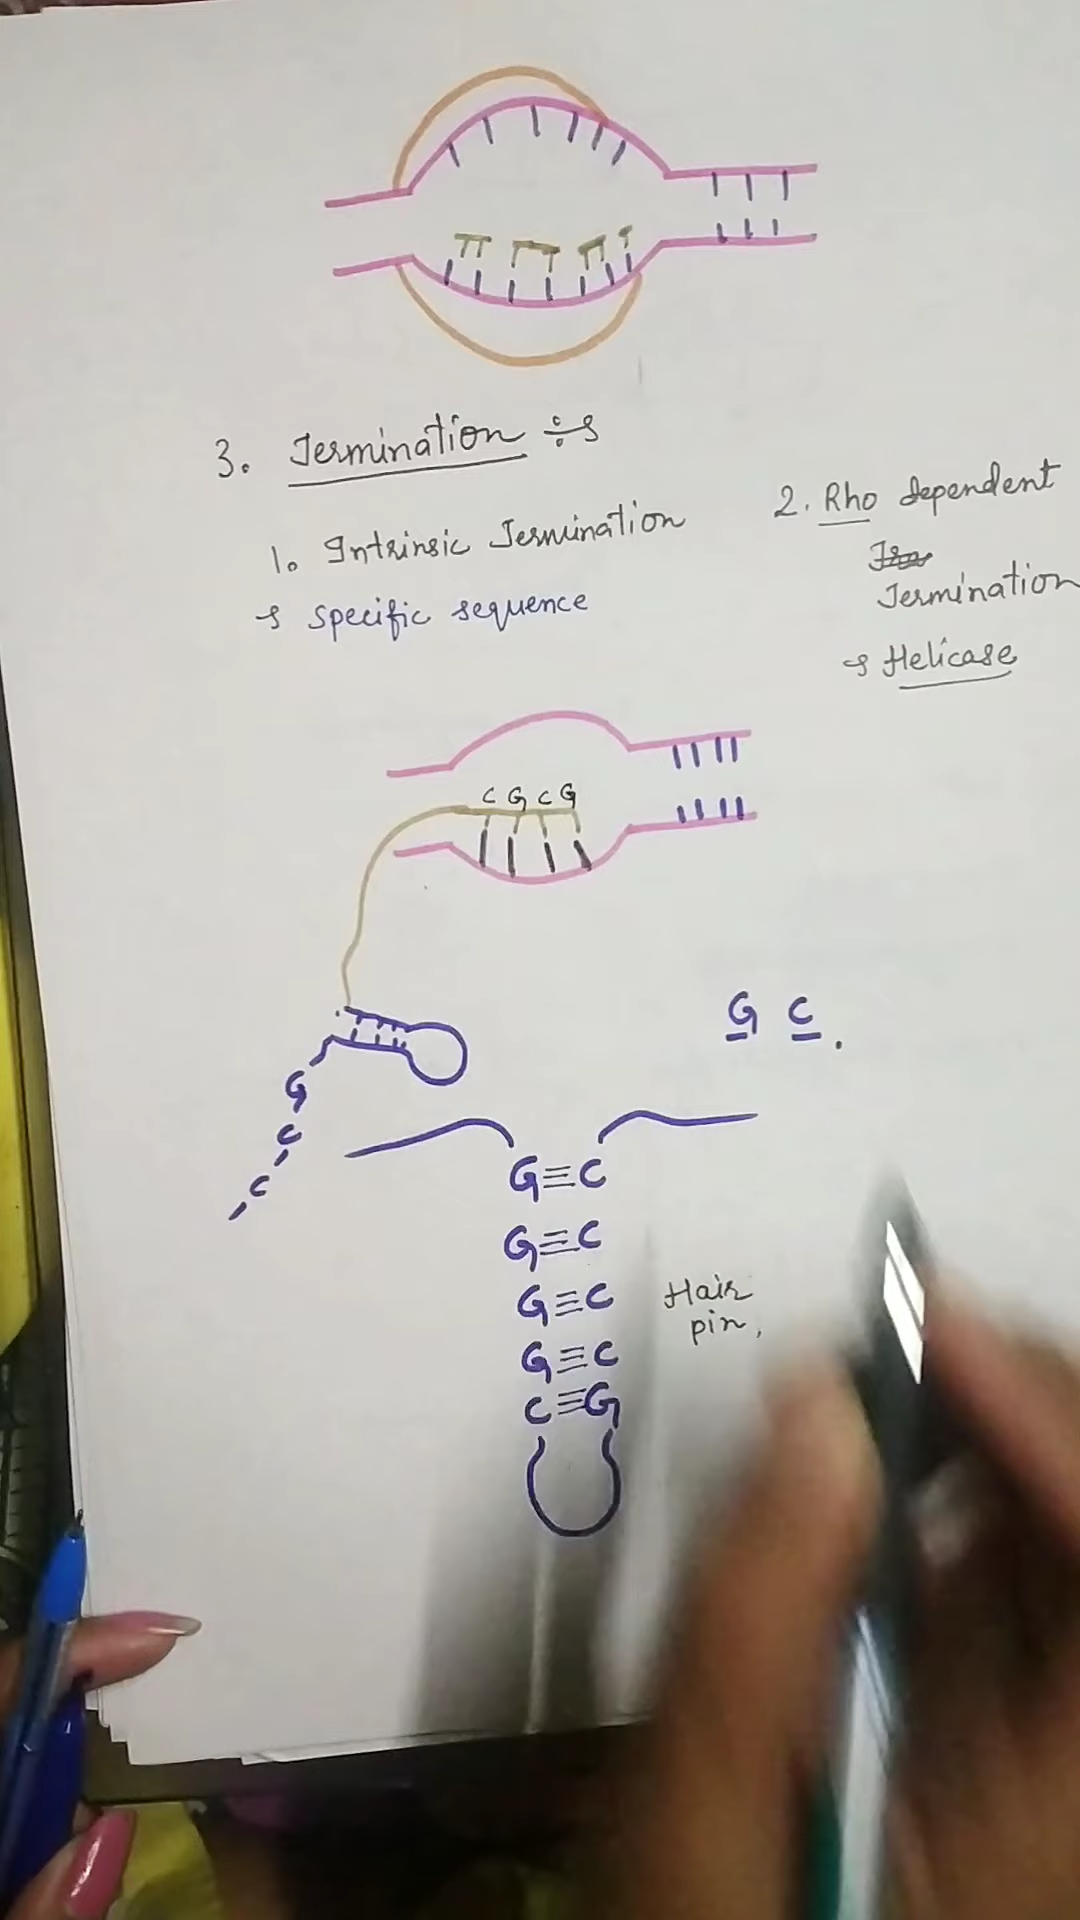 3. Termination
1. Intrinsic Termination
specific sequence
2. Rho dependent
Termination
Helicase
C G C G
G C.
G
C
C
G≡C
G≡C
G≡C
G≡C
C≡G
Hair
pin,